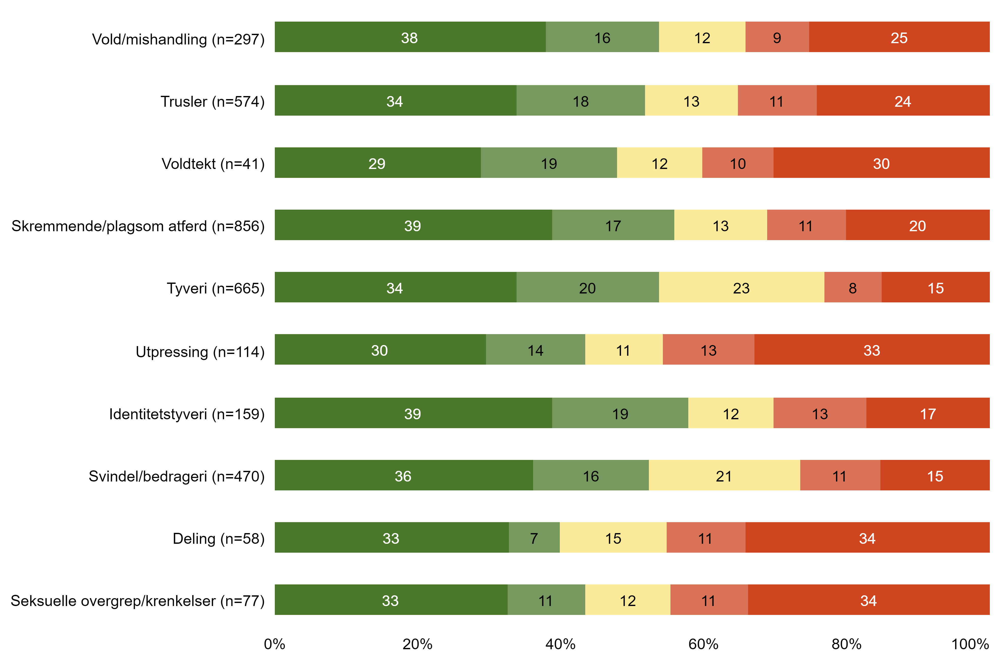 Vold/mishandling (n=297) 38 16 12 9 25
Trusler (n=574) 34 18 13 11 24
Voldtekt (n=41) 29 19 12 10 30
Skremmende/plagsom atferd (n=856) 39 17 13 11 20
Tyveri (n=665) 34 20 23 8 15
Utpressing (n=114) 30 14 11 13 33
Identitetstyveri (n=159) 39 19 12 13 17
Svindel/bedrageri (n=470) 36 16 21 11 15
Deling (n=58) 33 7 15 11 34
Seksuelle overgrep/krenkelser (n=77) 33 11 12 11 34
0% 20% 40% 60% 80% 100%